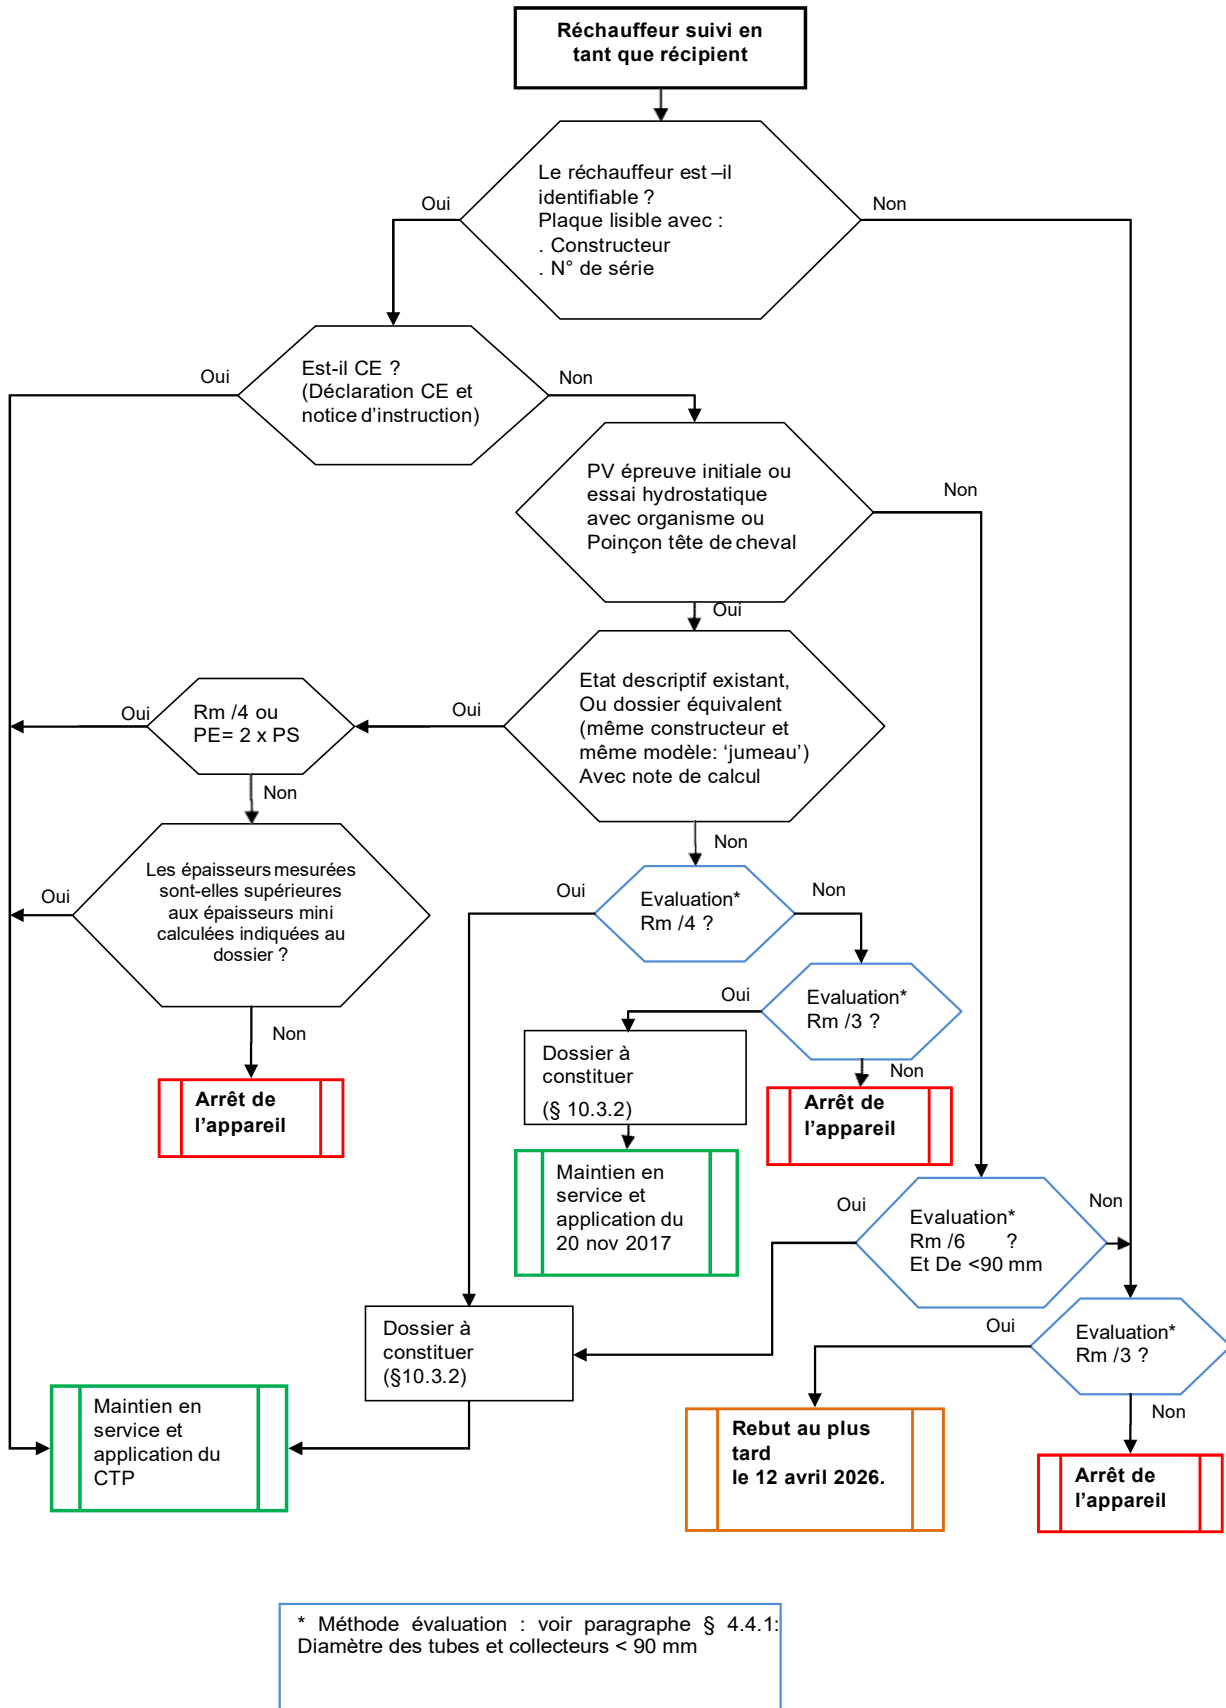 Réchauffeur suivi en
tant que récipient
Le réchauffeur est –il
identifiable ?
Plaque lisible avec :
. Constructeur
. N° de série
Oui
Non
Est-il CE ?
(Déclaration CE et
notice d’instruction)
Oui
Non
PV épreuve initiale ou
essai hydrostatique
avec organisme ou
Poinçon tête de cheval
Non
Oui
Etat descriptif existant,
Ou dossier équivalent
(même constructeur et
même modèle: ‘jumeau’)
Avec note de calcul
Oui
Non
Rm /4 ou
PE= 2 x PS
Oui
Non
Les épaisseurs mesurées
sont-elles supérieures
aux épaisseurs mini
calculées indiquées au
dossier ?
Oui
Non
Arrêt de
l’appareil
Evaluation*
Rm /4 ?
Oui
Non
Evaluation*
Rm /3 ?
Oui
Non
Dossier à
constituer
(§ 10.3.2)
Arrêt de
l’appareil
Maintien en
service et
application du
20 nov 2017
Evaluation*
Rm /6 ?
Et De <90 mm
Oui
Non
Dossier à
constituer
(§10.3.2)
Evaluation*
Rm /3 ?
Oui
Non
Maintien en
service et
application du
CTP
Rebut au plus
tard
le 12 avril 2026.
Arrêt de
l’appareil
* Méthode évaluation : voir paragraphe § 4.4.1:
Diamètre des tubes et collecteurs < 90 mm